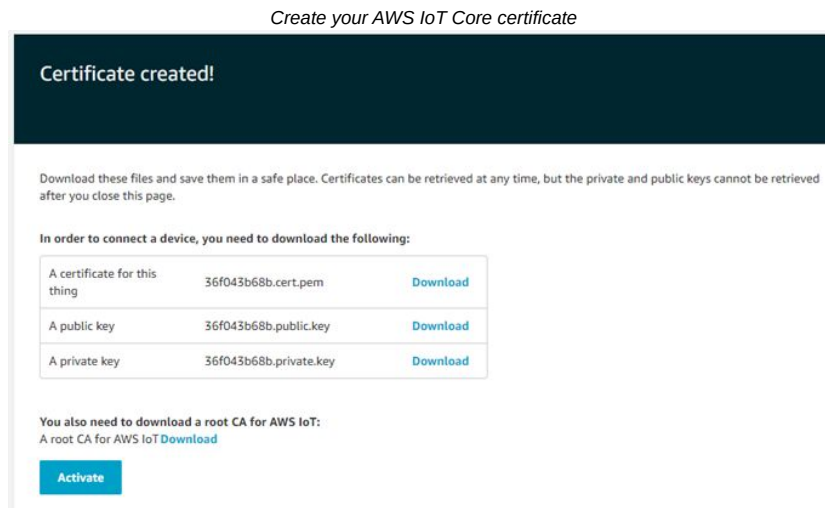 Create your AWS IoT Core certificate
Certificate created!
Download these files and save them in a safe place. Certificates can be retrieved at any time, but the private and public keys cannot be retrieved
after you close this page.
In order to connect a device, you need to download the following:
A certificate for this
thing
36f043b68b.cert.pem
Download
A public key
36f043b68b.public.key
Download
A private key
36f043b68b.private.key
Download
You also need to download a root CA for AWS IoT:
A root CA for AWS IoT Download
Activate